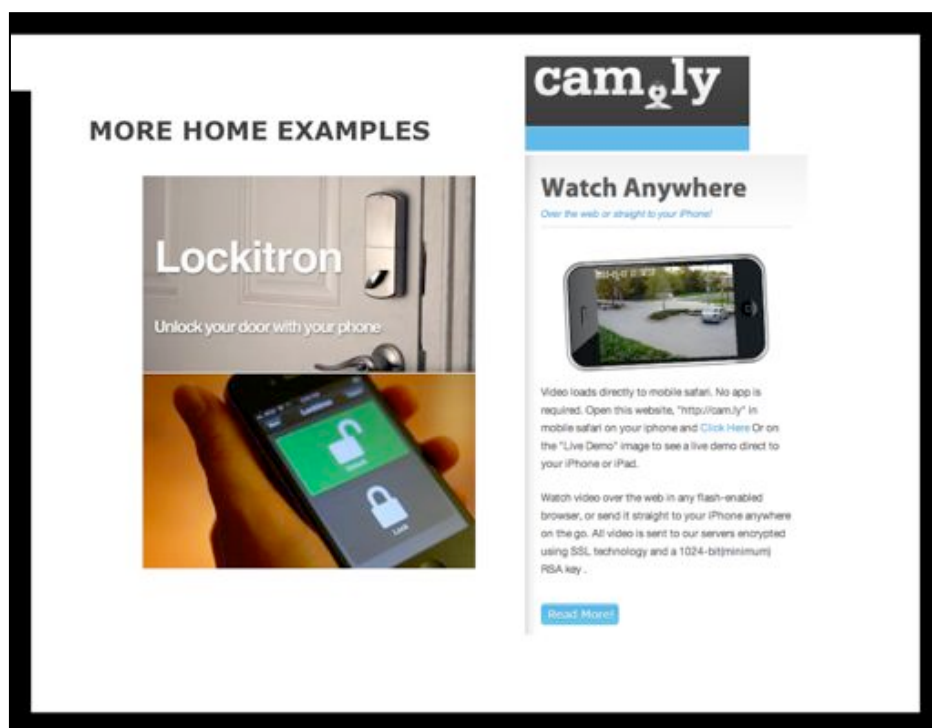 MORE HOME EXAMPLES
Lockitron
Unlock your door with your phone
Lockitron
Unlock
Lock
cam.ly
Watch Anywhere
Over the web or straight to your iPhone!
Video loads directly to mobile safari. No app is
required. Open this website, "http://cam.ly" in
mobile safari on your iphone and Click Here Or on
the "Live Demo" image to see a live demo direct to
your iPhone or iPad.
Watch video over the web in any flash-enabled
browser, or send it straight to your iPhone anywhere
on the go. All video is sent to our servers encrypted
using SSL technology and a 1024-bit(minimum)
RSA key .
Read More!